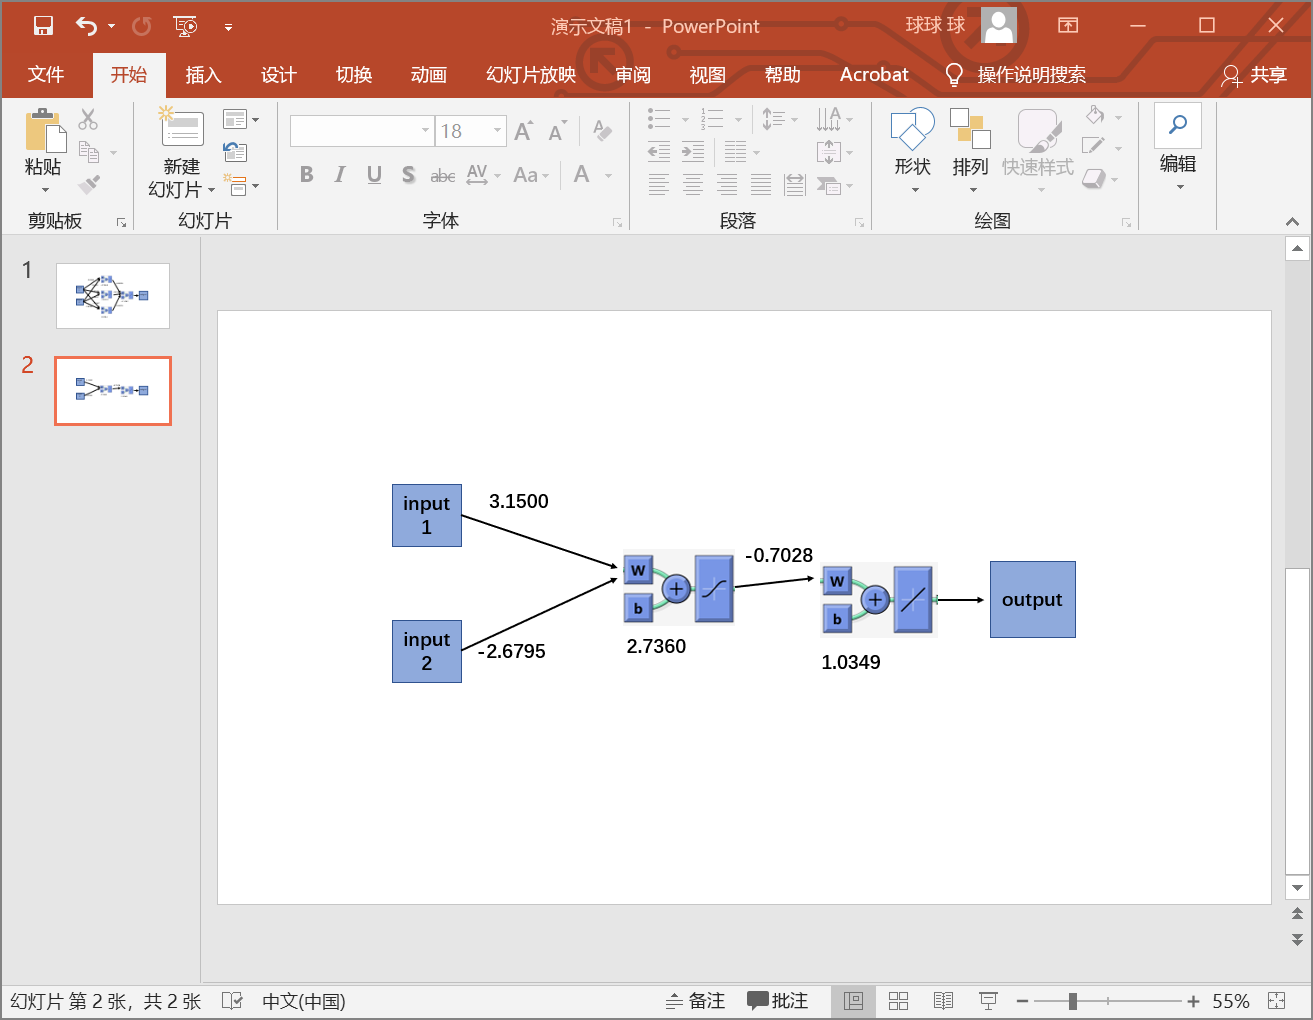 演示文稿1 - PowerPoint
球球 球
文件 开始 插入 设计 切换 动画 幻灯片放映 审阅 视图 帮助 Acrobat 操作说明搜索 共享
粘贴
新建
幻灯片
18
A A A
B I U S abc AV Aa A
形状 排列 快速样式
编辑
剪贴板 幻灯片 字体 段落 绘图
1
2
input
1
3.1500
input
2
-2.6795
W
b
2.7360
-0.7028
W
b
1.0349
output
幻灯片 第 2 张，共 2 张 中文(中国) 备注 批注 55%